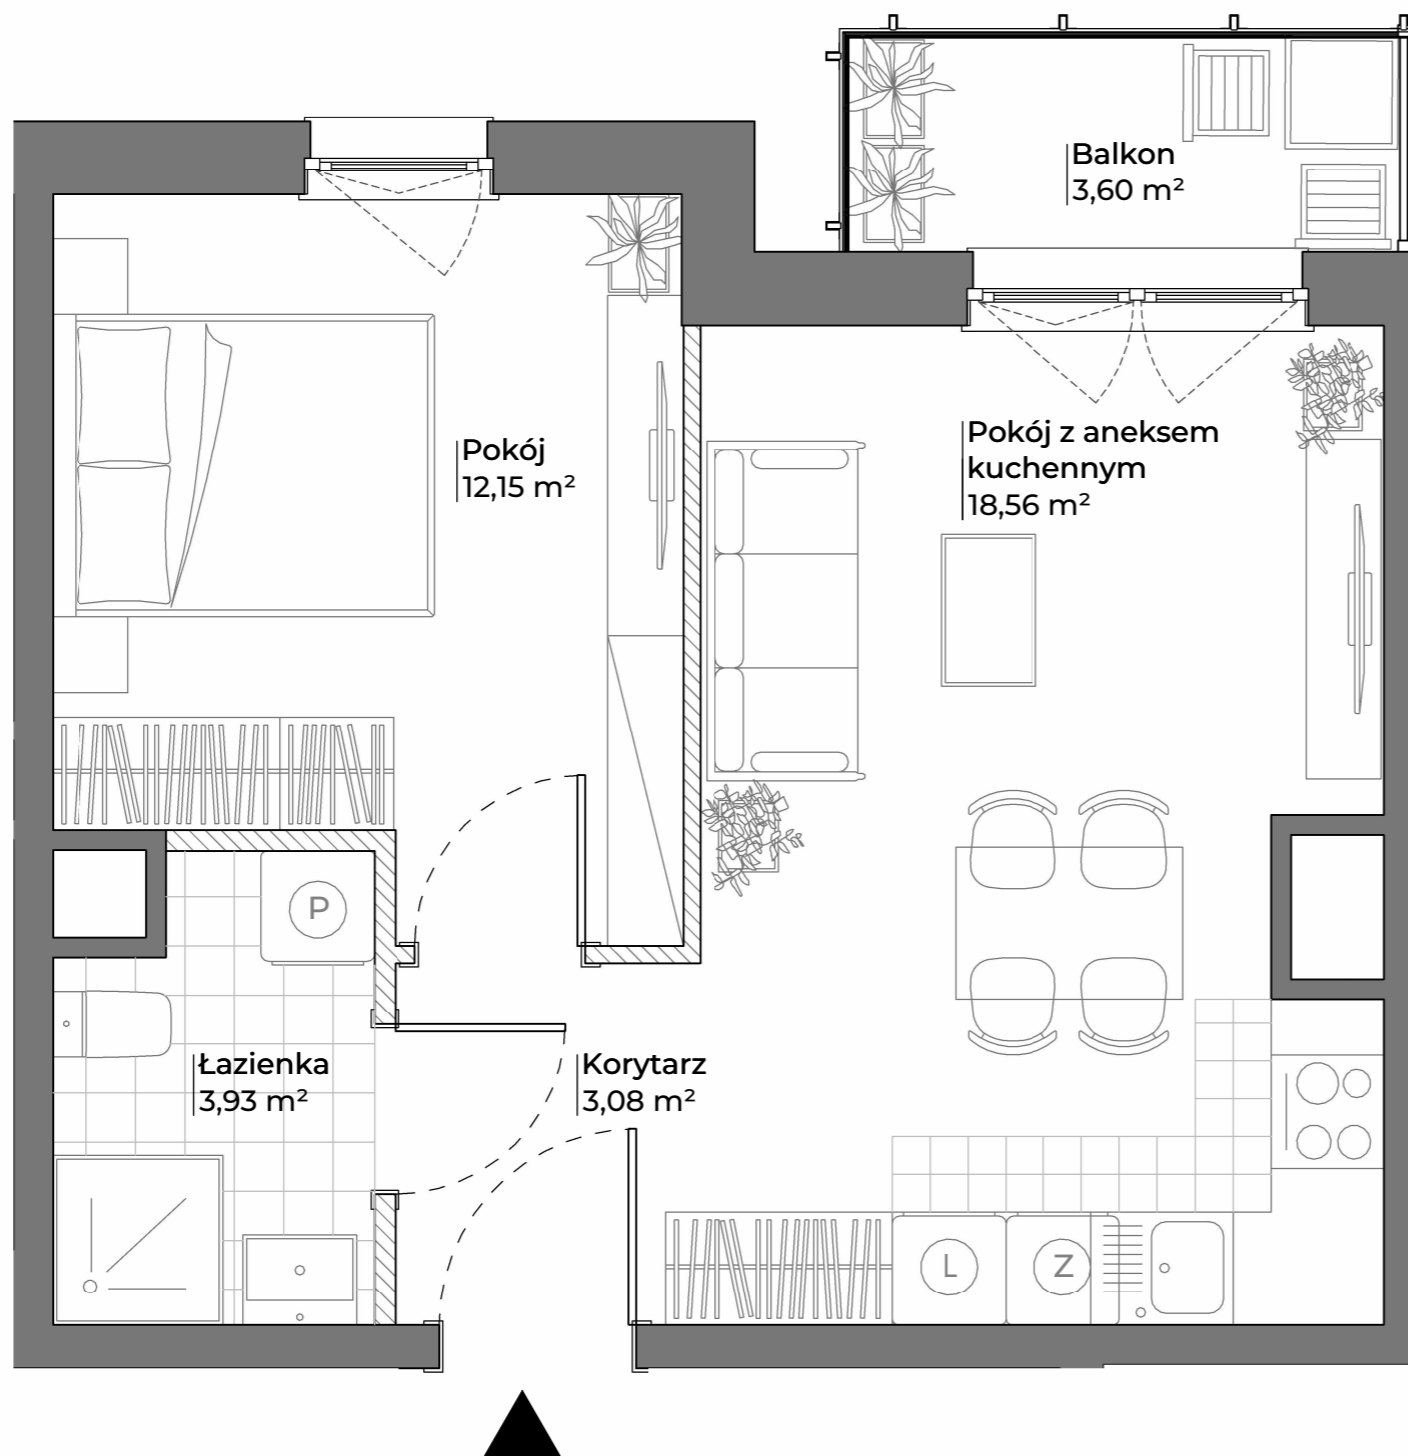 Balkon
3,60 m²
Pokój
12,15 m²
Pokój z aneksem
kuchennym
18,56 m²
P
Łazienka
3,93 m²
Korytarz
3,08 m²
L
Z